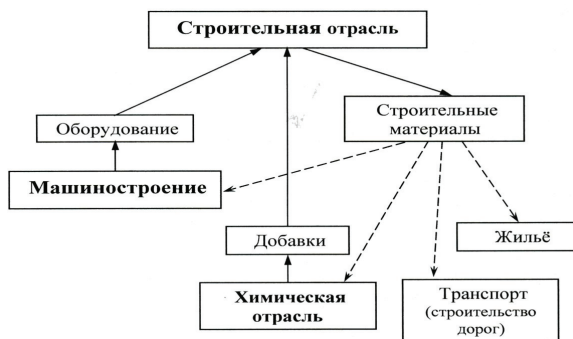 Строительная отрасль
Оборудование
Строительные
материалы
Машиностроение
Добавки
Жильё
Химическая
отрасль
Транспорт
(строительство
дорог)